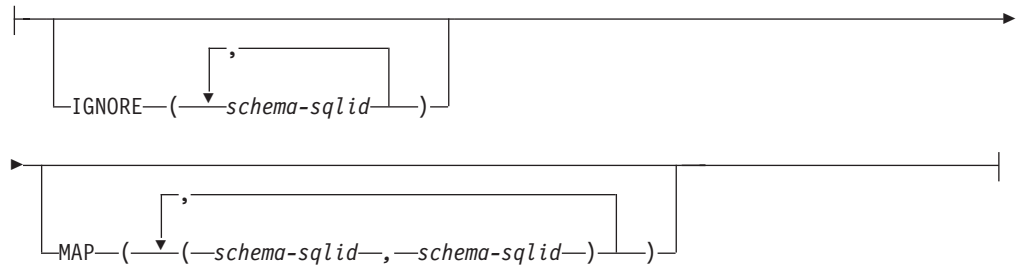 ,
IGNORE ( schema-sqlid )
,
MAP ( ( schema-sqlid , schema-sqlid ) )